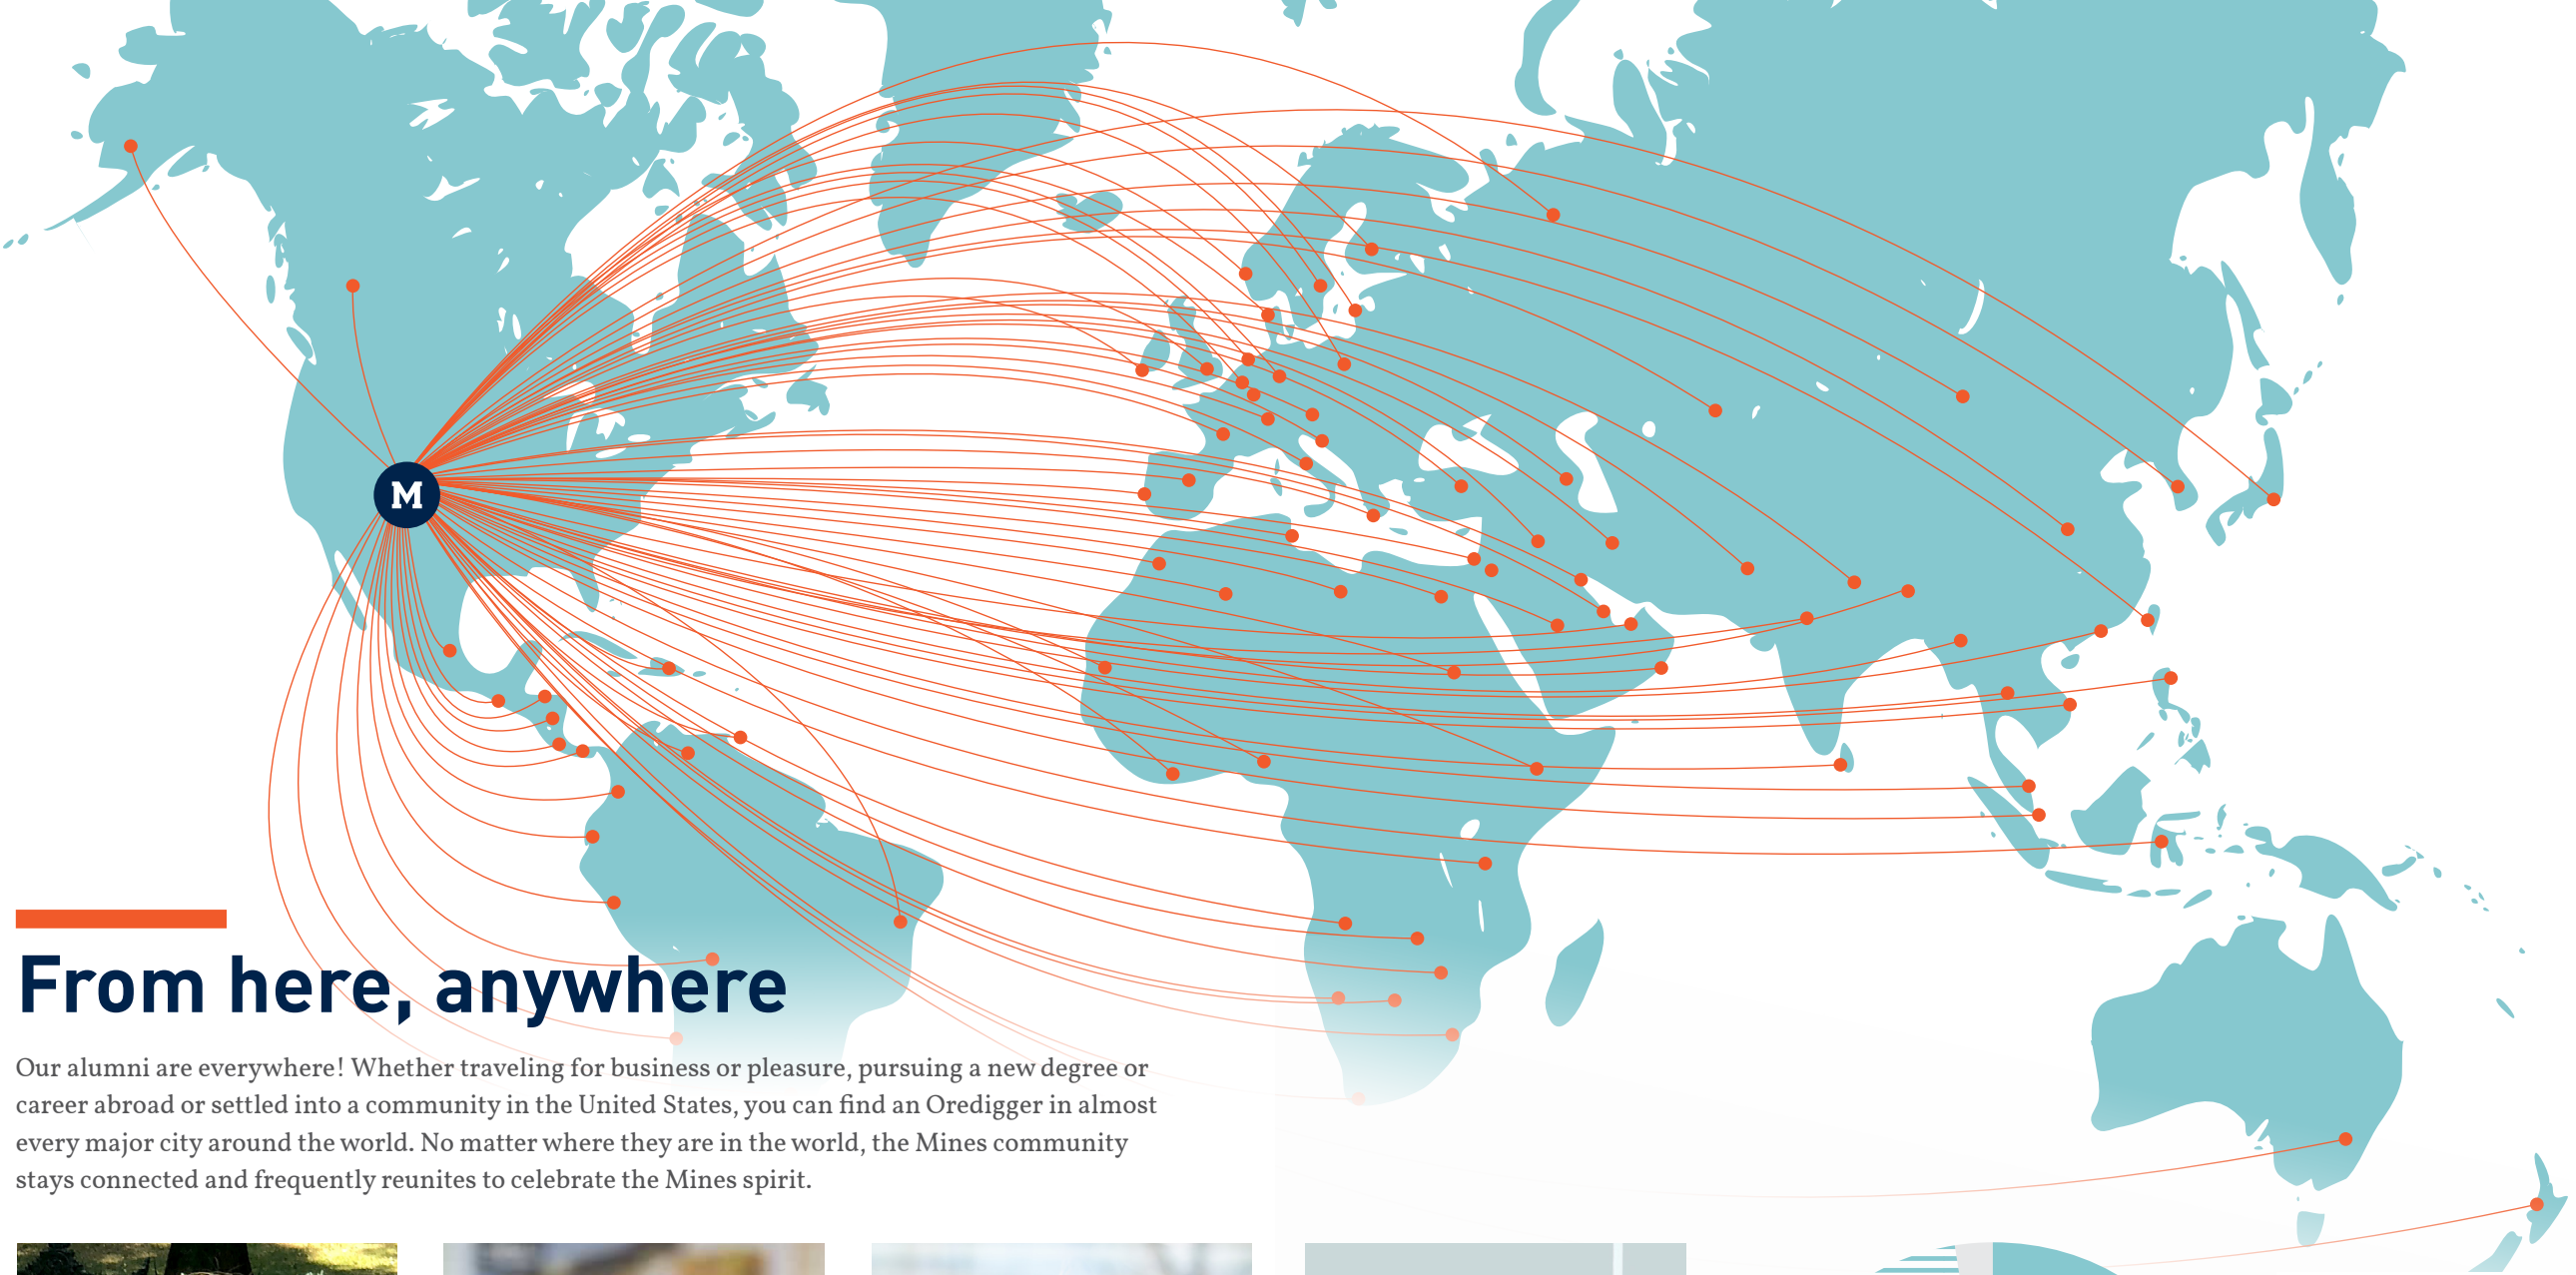 M
From here, anywhere
Our alumni are everywhere! Whether traveling for business or pleasure, pursuing a new degree or
career abroad or settled into a community in the United States, you can find an Oredigger in almost
every major city around the world. No matter where they are in the world, the Mines community
stays connected and frequently reunites to celebrate the Mines spirit.